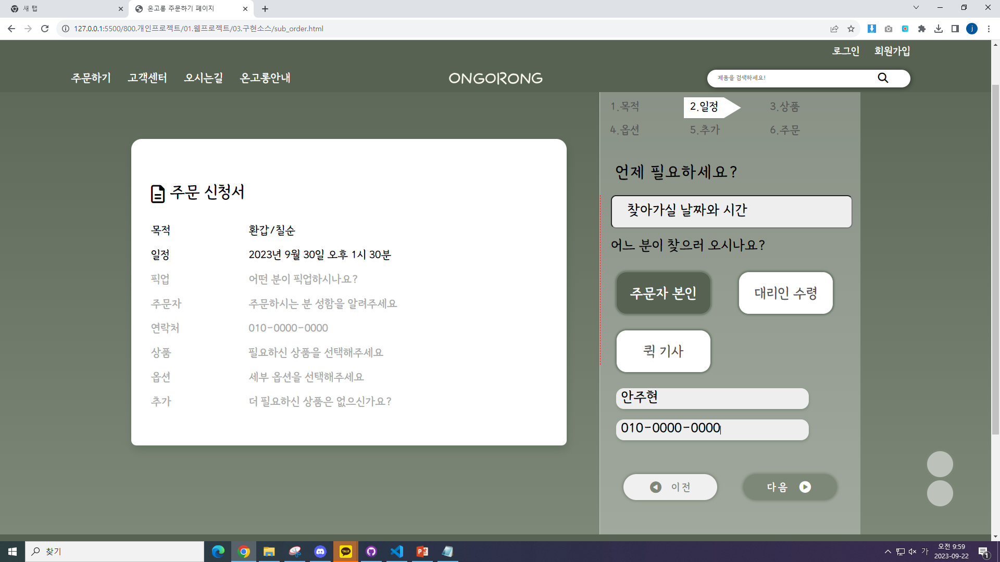 새 탭
온고롱 주문하기 페이지
127.0.0.1:5500/800.개인프로젝트/01.웹프로젝트/03.구현소스/sub_order.html
j
로그인 회원가입
주문하기 고객센터 오시는길 온고롱안내
ONGORONG
제품을 검색하세요!
1.목적 2.일정 3.상품
4.옵션 5.추가 6.주문
주문 신청서
목적 환갑/칠순
일정 2023년 9월 30일 오후 1시 30분
픽업 어떤 분이 픽업하시나요?
주문자 주문하시는 분 성함을 알려주세요
연락처 010-0000-0000
상품 필요하신 상품을 선택해주세요
옵션 세부 옵션을 선택해주세요
추가 더 필요하신 상품은 없으신가요?
언제 필요하세요?
찾아가실 날짜와 시간
어느 분이 찾으러 오시나요?
주문자 본인 대리인 수령
퀵 기사
안주현
010-0000-0000
이전 다음
찾기
TALK
P
가
오전 9:59
2023-09-22
1